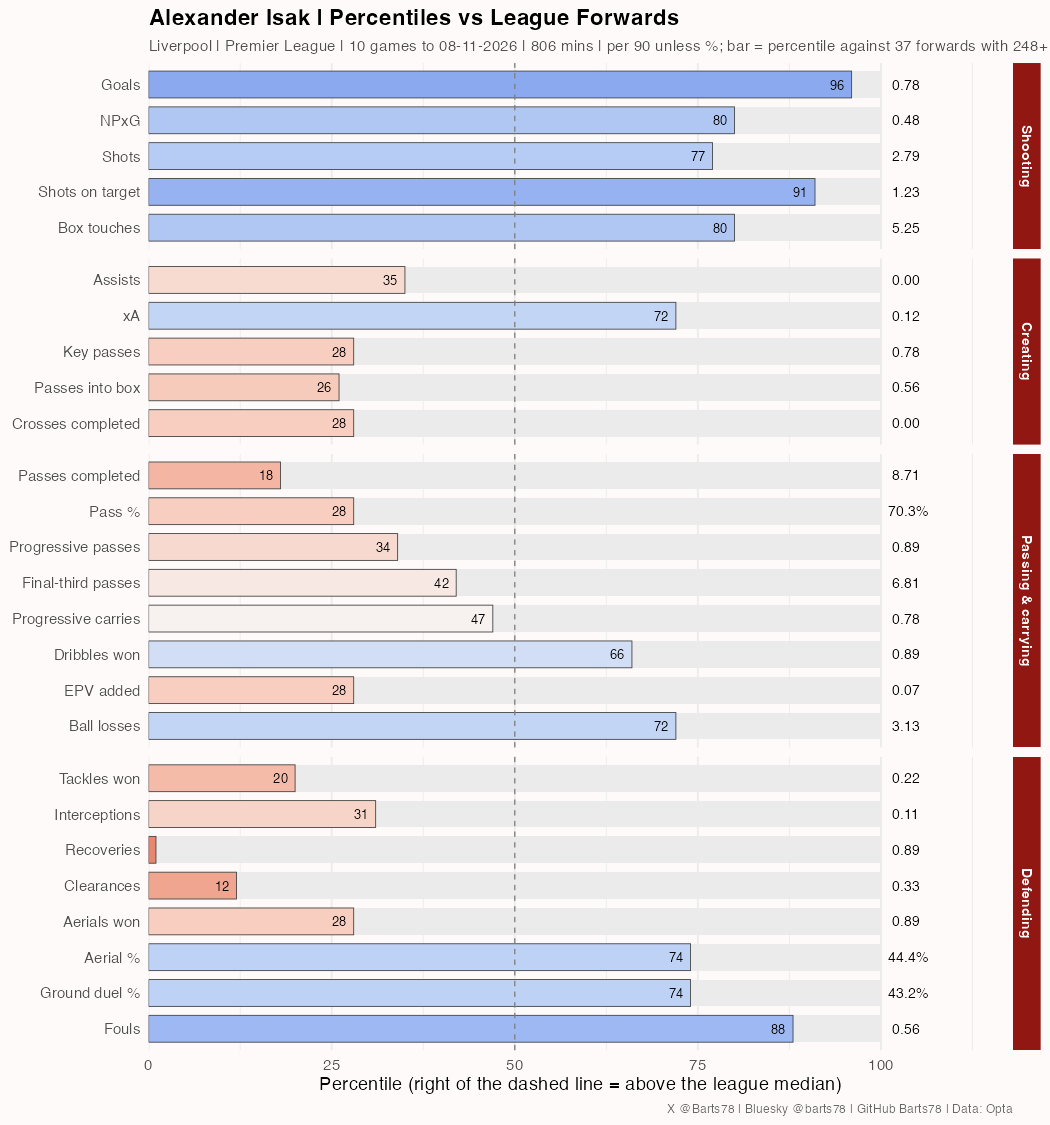 Alexander Isak | Percentiles vs League Forwards
Liverpool | Premier League | 10 games to 08-11-2026 | 806 mins | per 90 unless %; bar = percentile against 37 forwards with 248+
Goals 96 0.78
NPxG 80 0.48
Shots 77 2.79
Shots on target 91 1.23
Box touches 80 5.25
Shooting
Assists 35 0.00
xA 72 0.12
Key passes 28 0.78
Passes into box 26 0.56
Crosses completed 28 0.00
Creating
Passes completed 18 8.71
Pass % 28 70.3%
Progressive passes 34 0.89
Final-third passes 42 6.81
Progressive carries 47 0.78
Dribbles won 66 0.89
EPV added 28 0.07
Ball losses 72 3.13
Passing & carrying
Tackles won 20 0.22
Interceptions 31 0.11
Recoveries 0.89
Clearances 12 0.33
Aerials won 28 0.89
Aerial % 74 44.4%
Ground duel % 74 43.2%
Fouls 88 0.56
Defending
0 25 50 75 100
Percentile (right of the dashed line = above the league median)
X @Barts78 | Bluesky @barts78 | GitHub Barts78 | Data: Opta